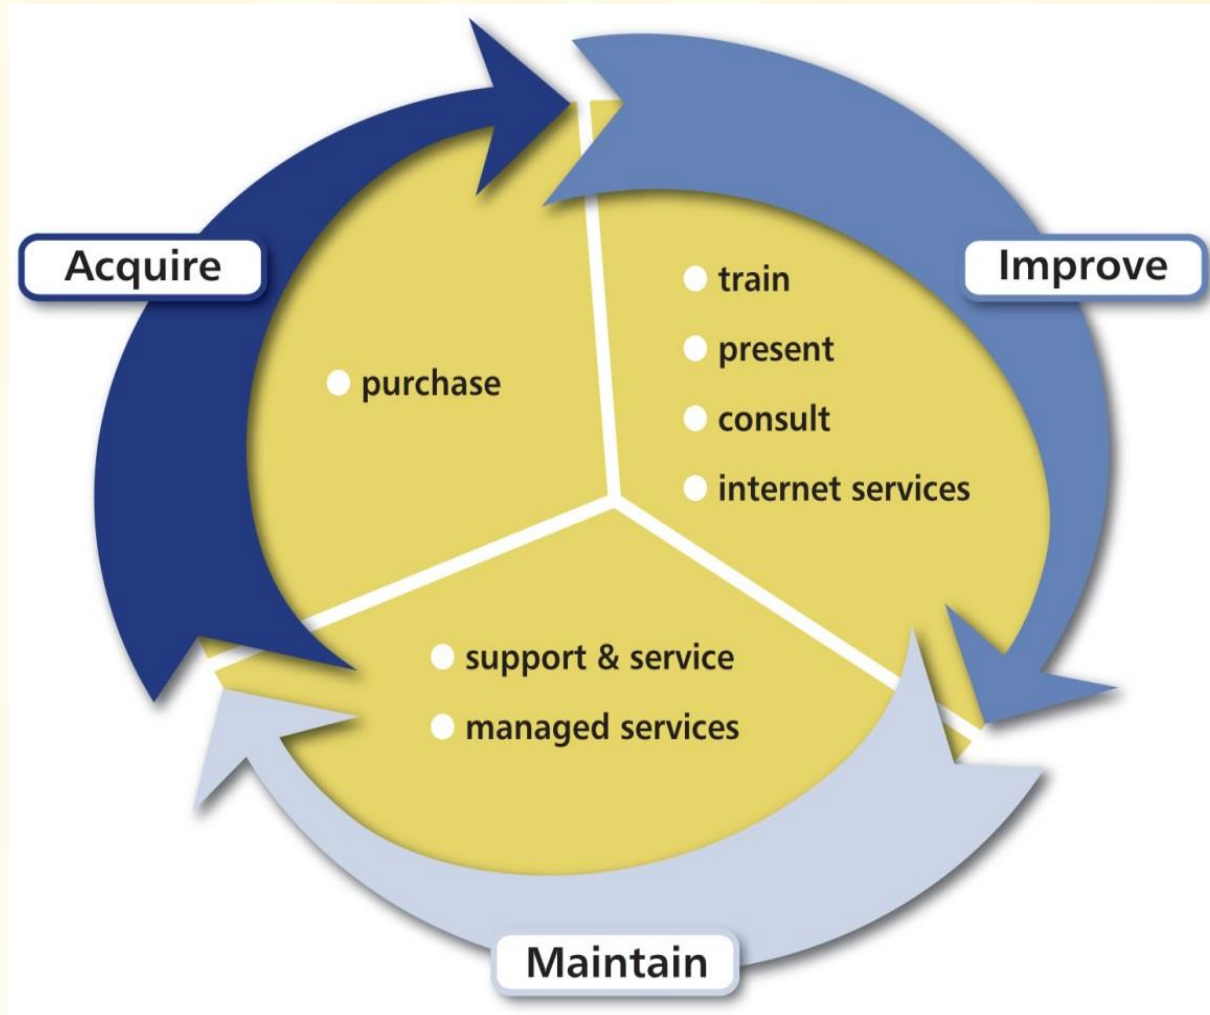 Acquire
purchase
Improve
train
present
consult
internet services
support & service
managed services
Maintain